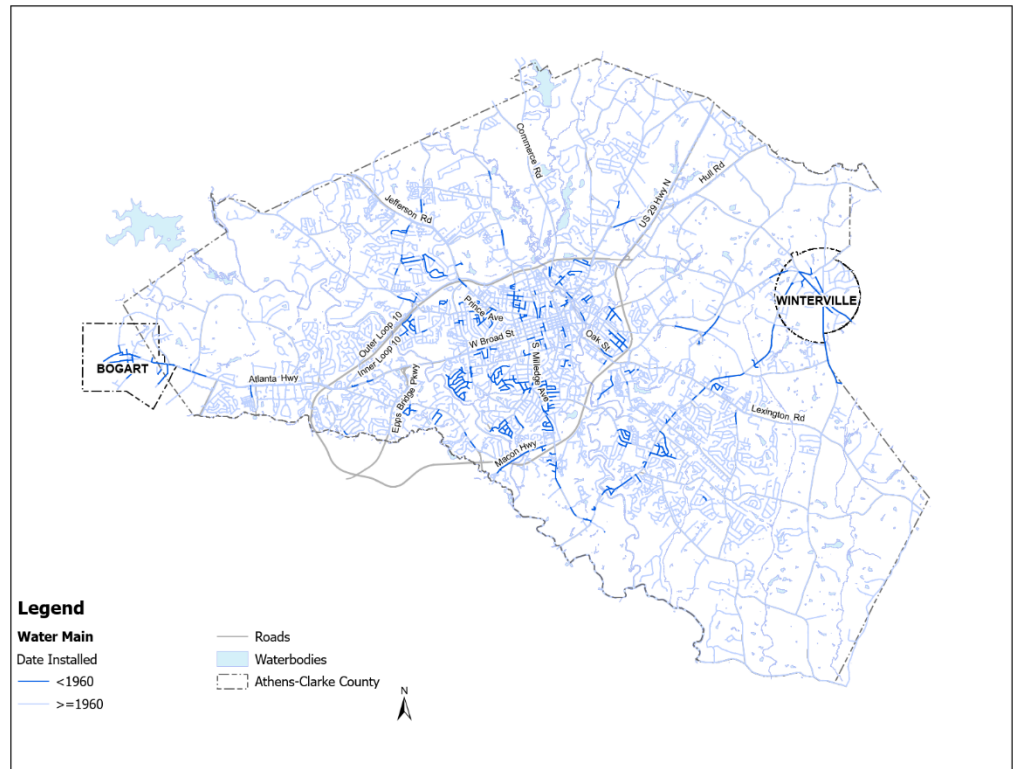 Commerce Rd
US 29 Hwy N
Hull Rd
Jefferson Rd
WINTERVILLE
Prince Ave
Outer Loop 10
Inner Loop 10
W Broad St
Oak St
S Milledge Ave
BOGART
Atlanta Hwy
Epps Bridge Pkwy
Lexington Rd
Macon Hwy
Legend
Water Main
Date Installed
<1960
>=1960
Roads
Waterbodies
Athens-Clarke County
N